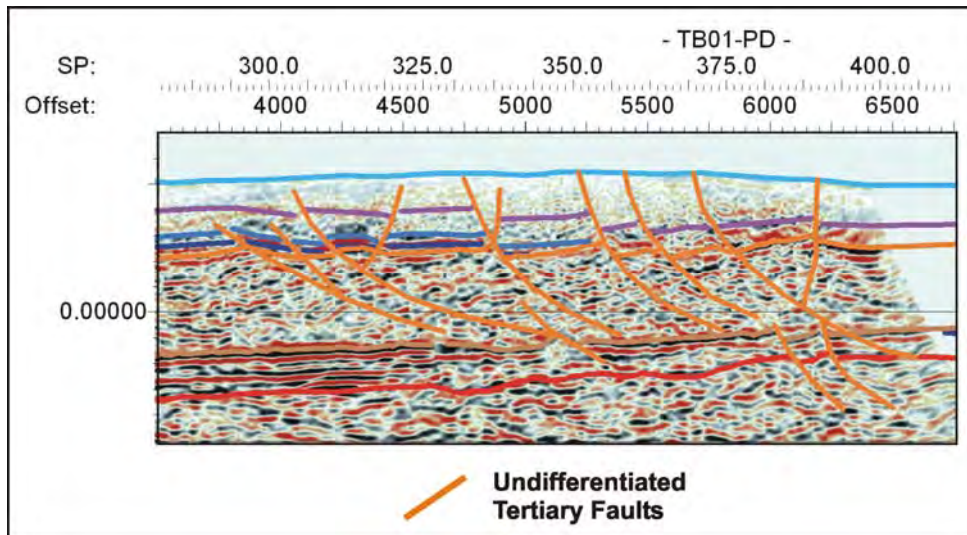 - TB01-PD -
SP: 300.0 325.0 350.0 375.0 400.0
Offset: 4000 4500 5000 5500 6000 6500
0.00000
Undifferentiated
Tertiary Faults